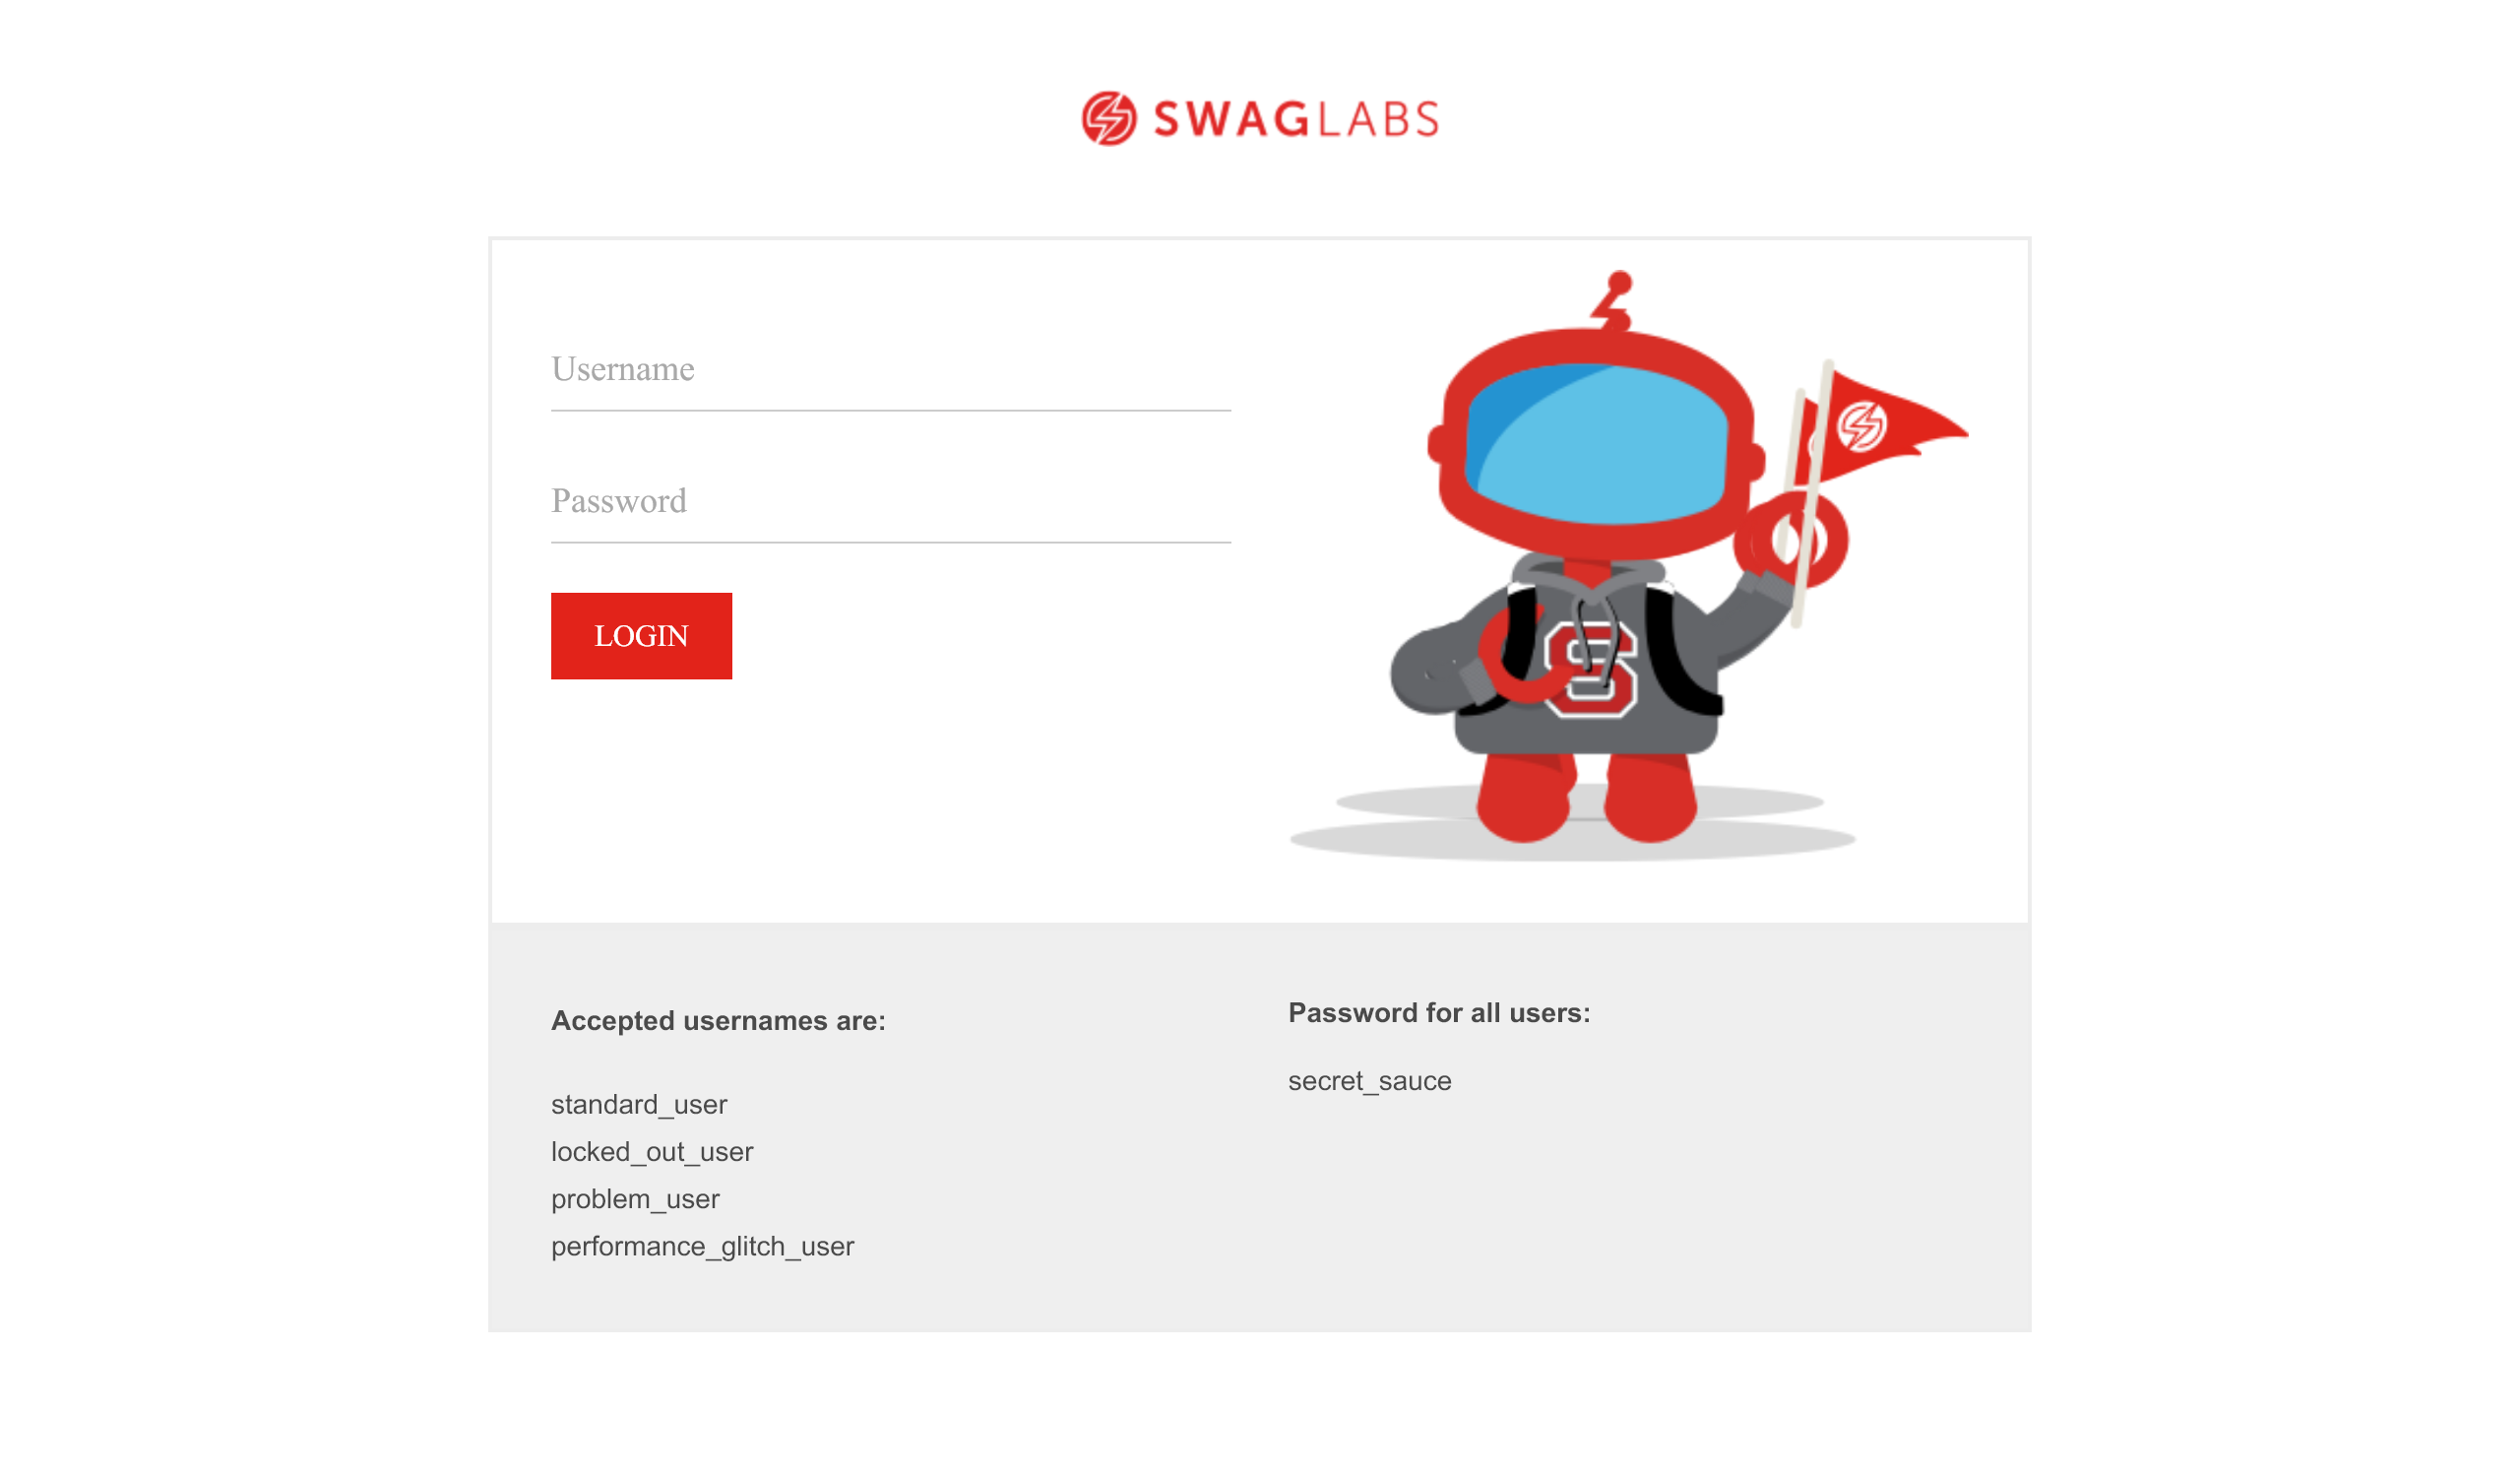 SWAGLABS
Username
Password
LOGIN
S
Accepted usernames are:
standard_user
locked_out_user
problem_user
performance_glitch_user
Password for all users:
secret_sauce